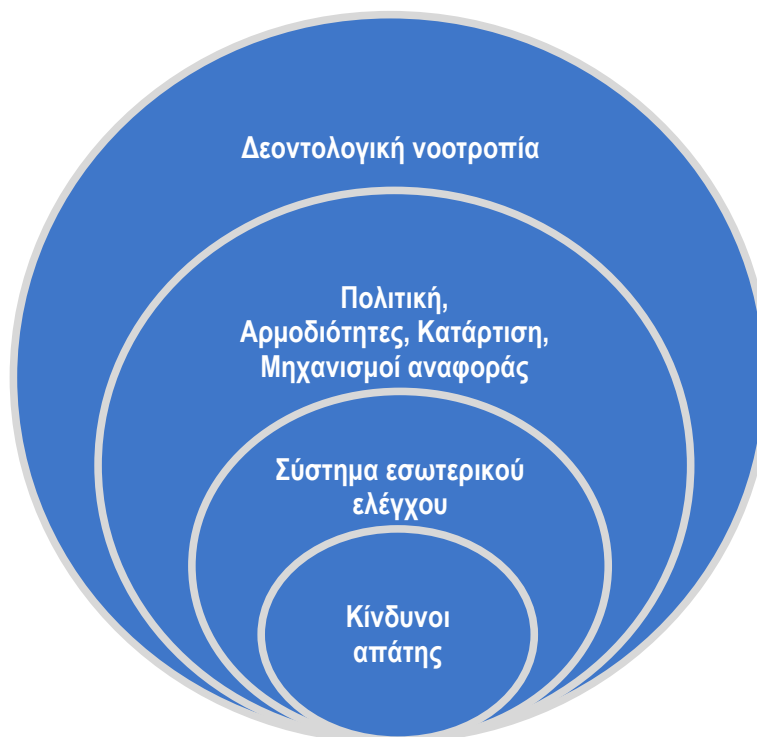 Δεοντολογική νοοτροπία
Πολιτική,
Αρμοδιότητες, Κατάρτιση,
Μηχανισμοί αναφοράς
Σύστημα εσωτερικού
ελέγχου
Κίνδυνοι
απάτης